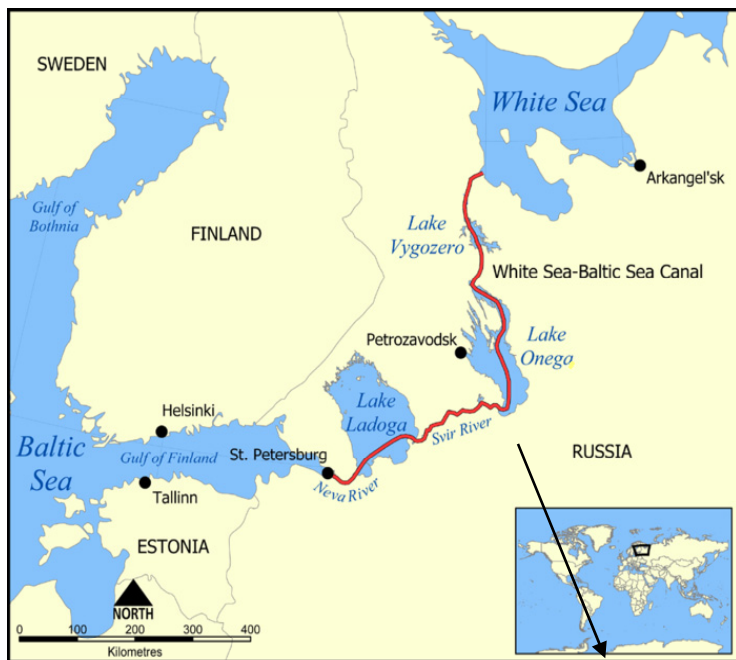 SWEDEN
White Sea
Arkangel'sk
Gulf of
Bothnia
FINLAND
Lake
Vygozero
White Sea-Baltic Sea Canal
Petrozavodsk
Lake
Onego
Lake
Ladoga
Helsinki
Svir River
Baltic
Sea
Gulf of Finland
St. Petersburg
RUSSIA
Tallinn
Neva River
ESTONIA
NORTH
0 100 200 300 400
Kilometres